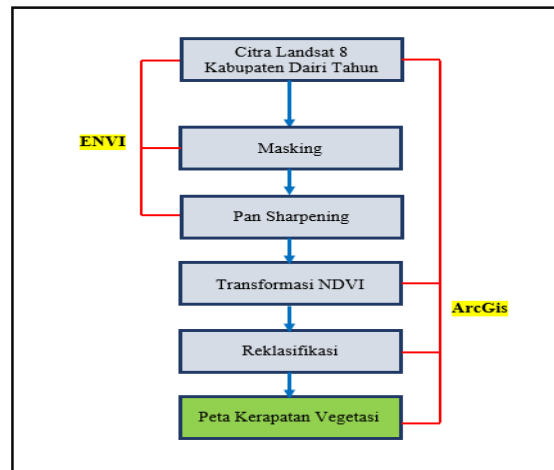 Citra Landsat 8
Kabupaten Dairi Tahun
ENVI
Masking
Pan Sharpening
Transformasi NDVI
ArcGis
Reklasifikasi
Peta Kerapatan Vegetasi